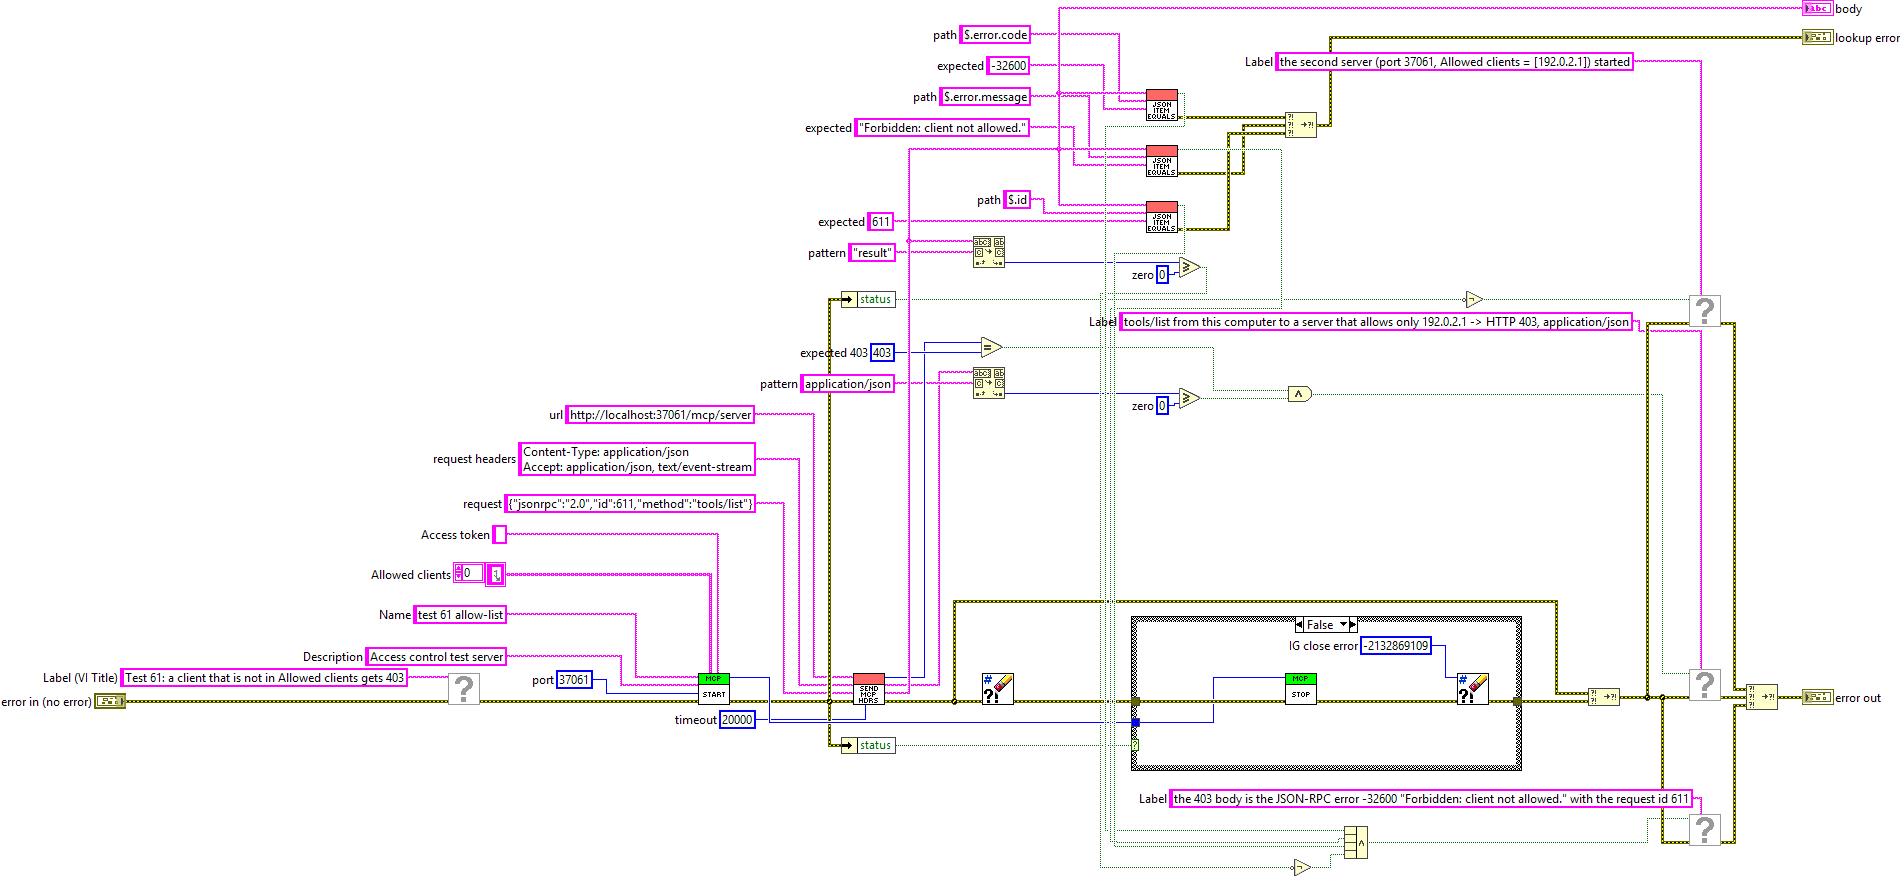 body
abc
lookup error
path $.error.code
Label the second server (port 37061, Allowed clients = [192.0.2.1]) started
expected -32600
path $.error.message
JSON
ITEM
EQUALS
expected "Forbidden: client not allowed."
JSON
ITEM
EQUALS
path $.id
JSON
ITEM
EQUALS
expected 611
pattern "result"
zero 0
status
Label tools/list from this computer to a server that allows only 192.0.2.1 -> HTTP 403, application/json
expected 403 403
pattern application/json
zero 0
url http://localhost:37061/mcp/server
request headers Content-Type: application/json
Accept: application/json, text/event-stream
request {"jsonrpc":"2.0","id":611,"method":"tools/list"}
Access token
Allowed clients 0
Name test 61 allow-list
False
IG close error -2132869109
Description Access control test server
Label (VI Title) Test 61: a client that is not in Allowed clients gets 403
port 37061
MCP
START
SEND
MCP
HDRS
MCP
STOP
error in (no error)
error out
timeout 20000
status
Label the 403 body is the JSON-RPC error -32600 "Forbidden: client not allowed." with the request id 611